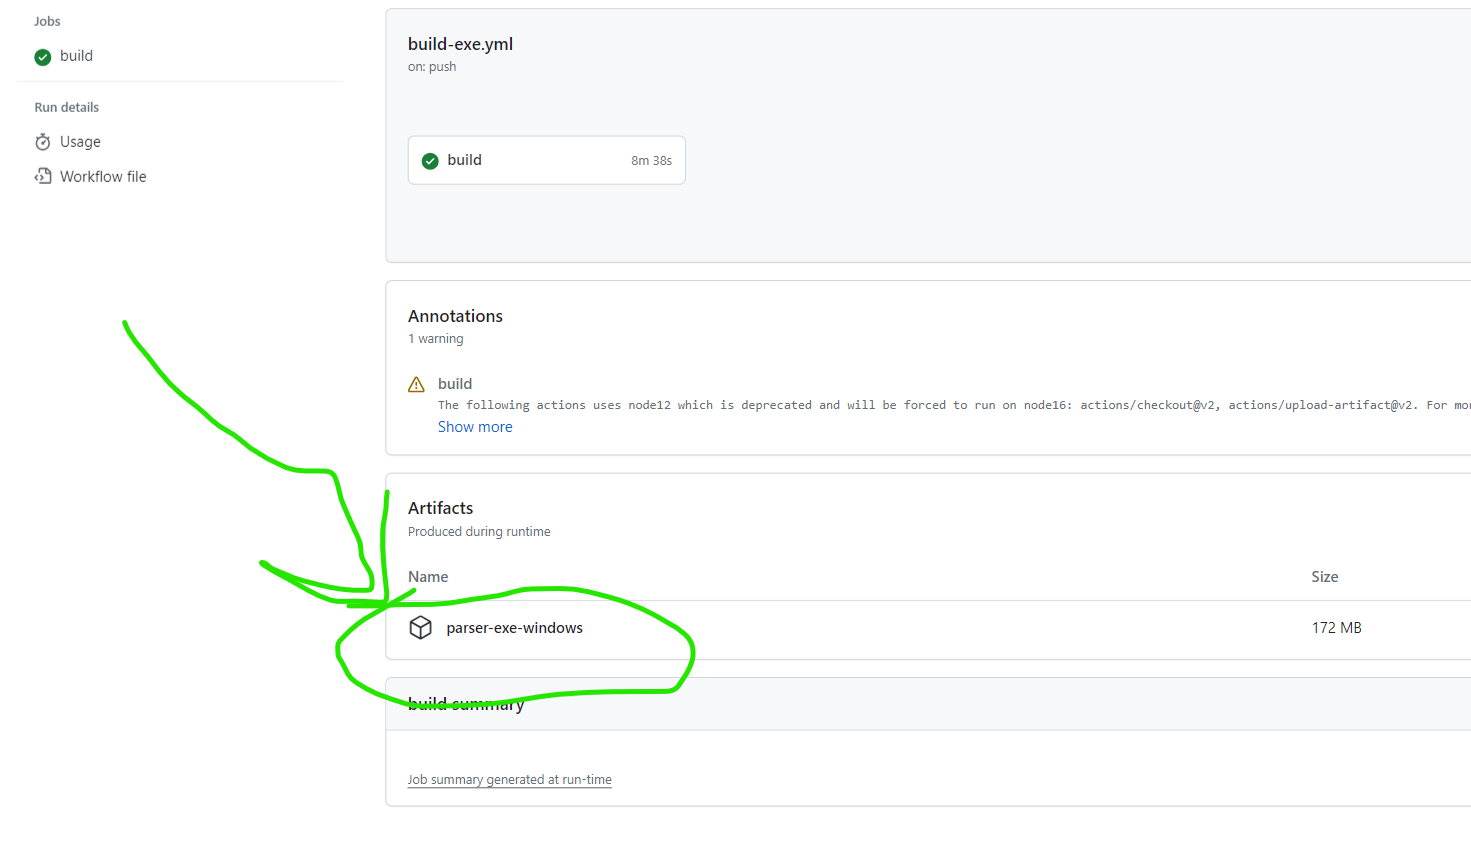 Jobs
build
Run details
Usage
Workflow file
build-exe.yml
on: push
build 8m 38s
Annotations
1 warning
build
The following actions uses node12 which is deprecated and will be forced to run on node16: actions/checkout@v2, actions/upload-artifact@v2. For
Show more
Artifacts
Produced during runtime
Name Size
parser-exe-windows 172 MB
build summary
Job summary generated at run-time